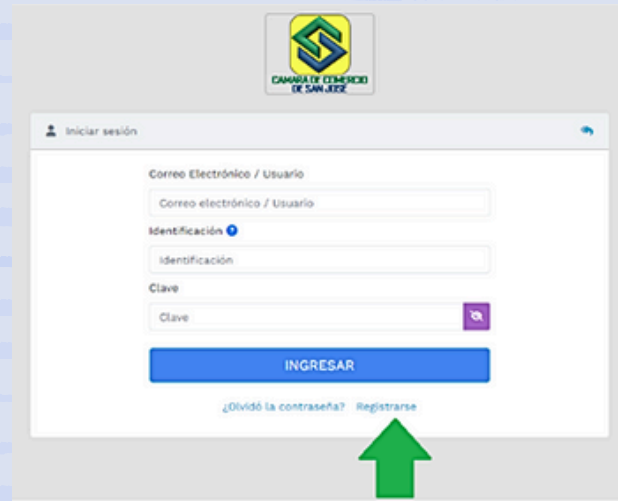 CAMARA DE COMERCIO
DE SAN JOSE
Iniciar sesión
Correo Electrónico / Usuario
Correo electrónico / Usuario
Identificación
Identificación
Clave
Clave
INGRESAR
¿Olvidó la contraseña? Registrarse